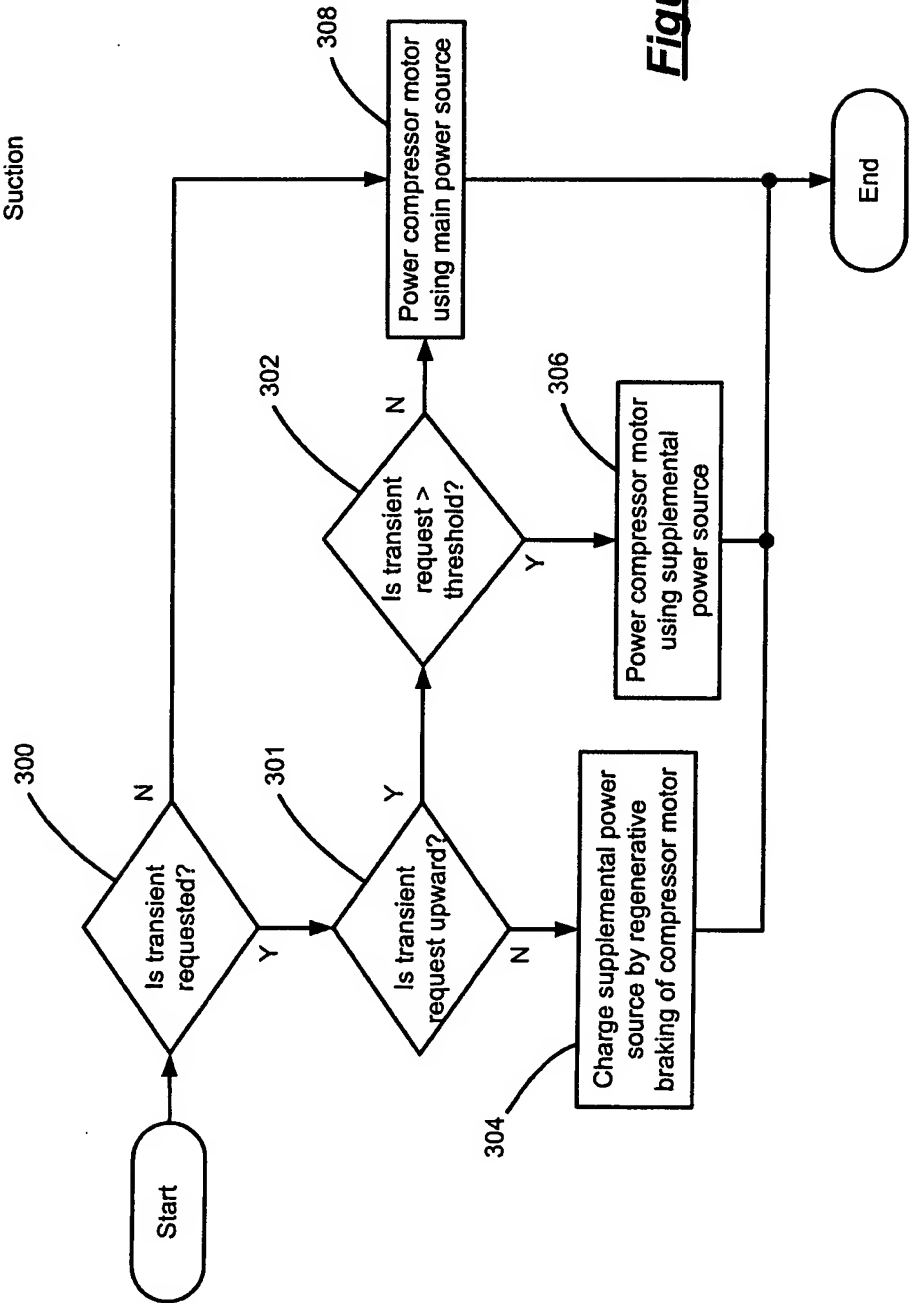 Suction
300
Start
Is transient
requested?
N
Y
301
302
308
Is transient
request upward?
Y
N
Is transient
request >
threshold?
N
Y
Power compressor motor
using main power source
304
Charge supplemental power
source by regenerative
braking of compressor motor
306
Power compressor motor
using supplemental
power source
Figu
End